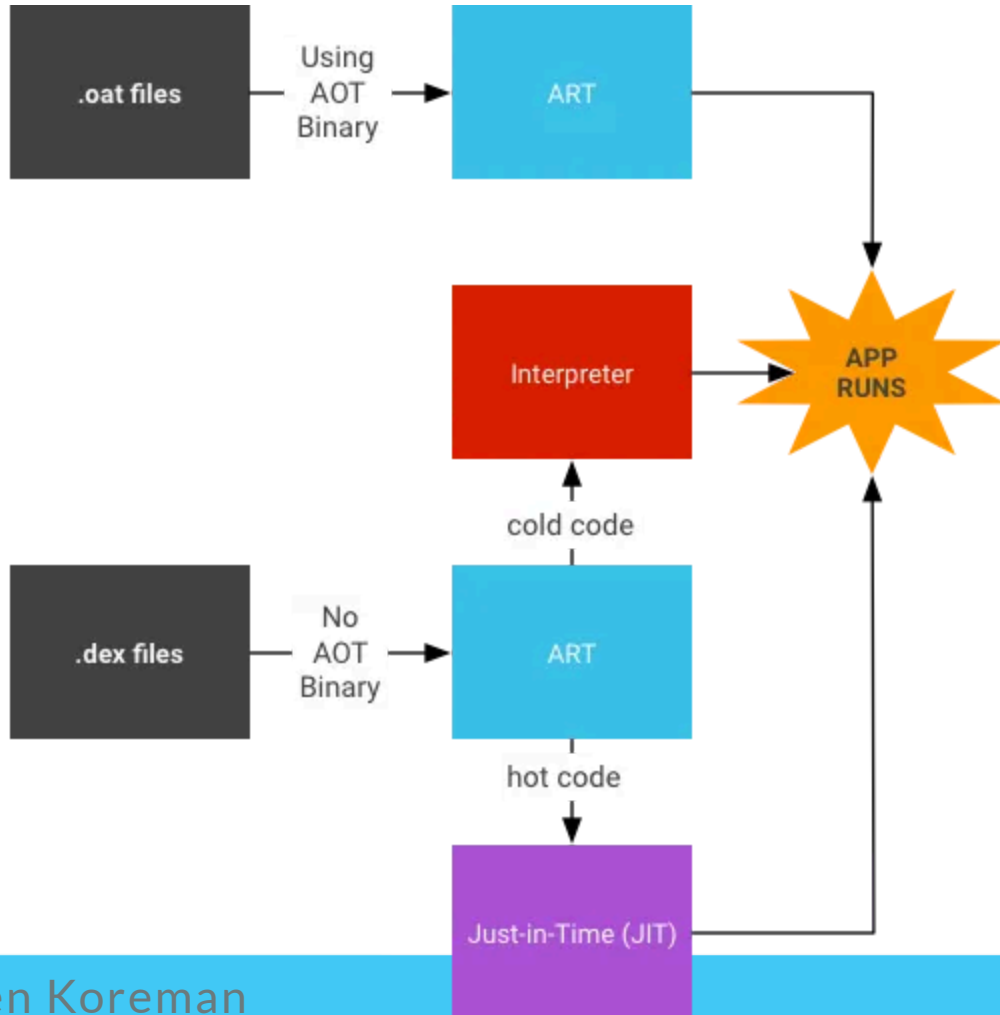 .oat files
Using
AOT
Binary
ART
Interpreter
APP
RUNS
cold code
.dex files
No
AOT
Binary
ART
hot code
Just-in-Time (JIT)
Koreman